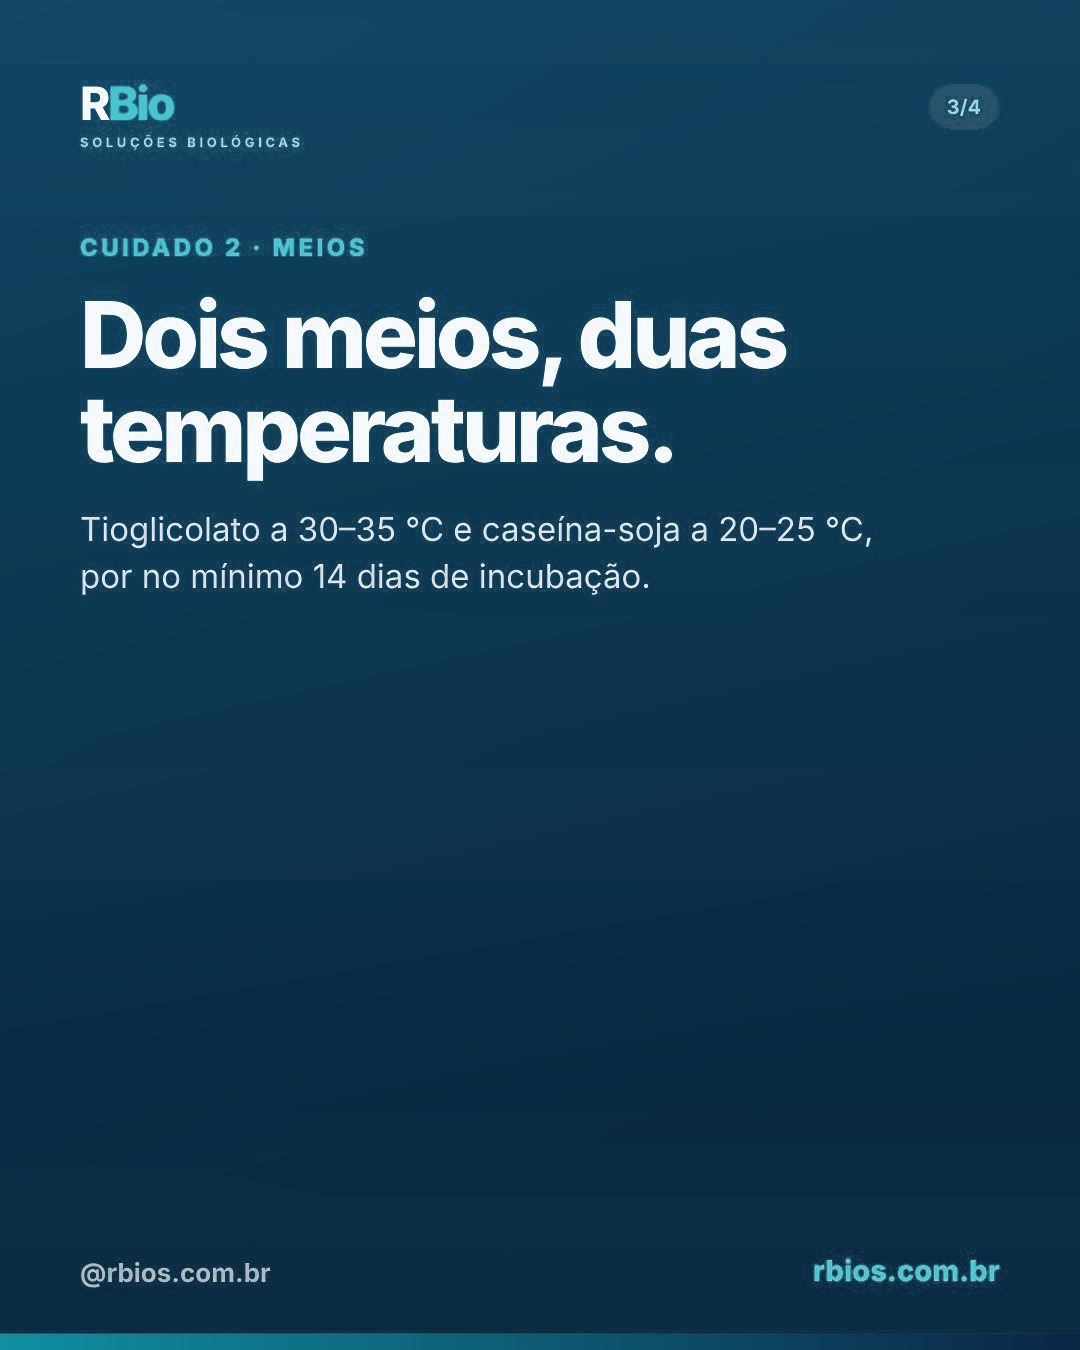 RBio
SOLUÇÕES BIOLÓGICAS
3/4
CUIDADO 2 · MEIOS
Dois meios, duas
temperaturas.
Tioglicolato a 30–35 °C e caseína-soja a 20–25 °C,
por no mínimo 14 dias de incubação.
@rbios.com.br
rbios.com.br